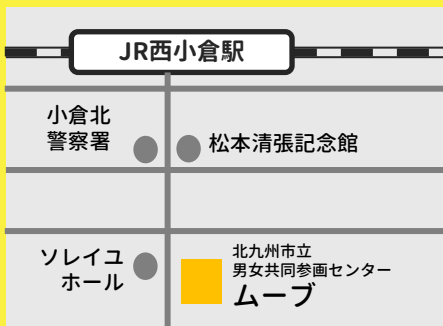 JR西小倉駅
小倉北
警察署
松本清張記念館
ソレイユ
ホール
北九州市立
男女共同参画センター
ムーブ